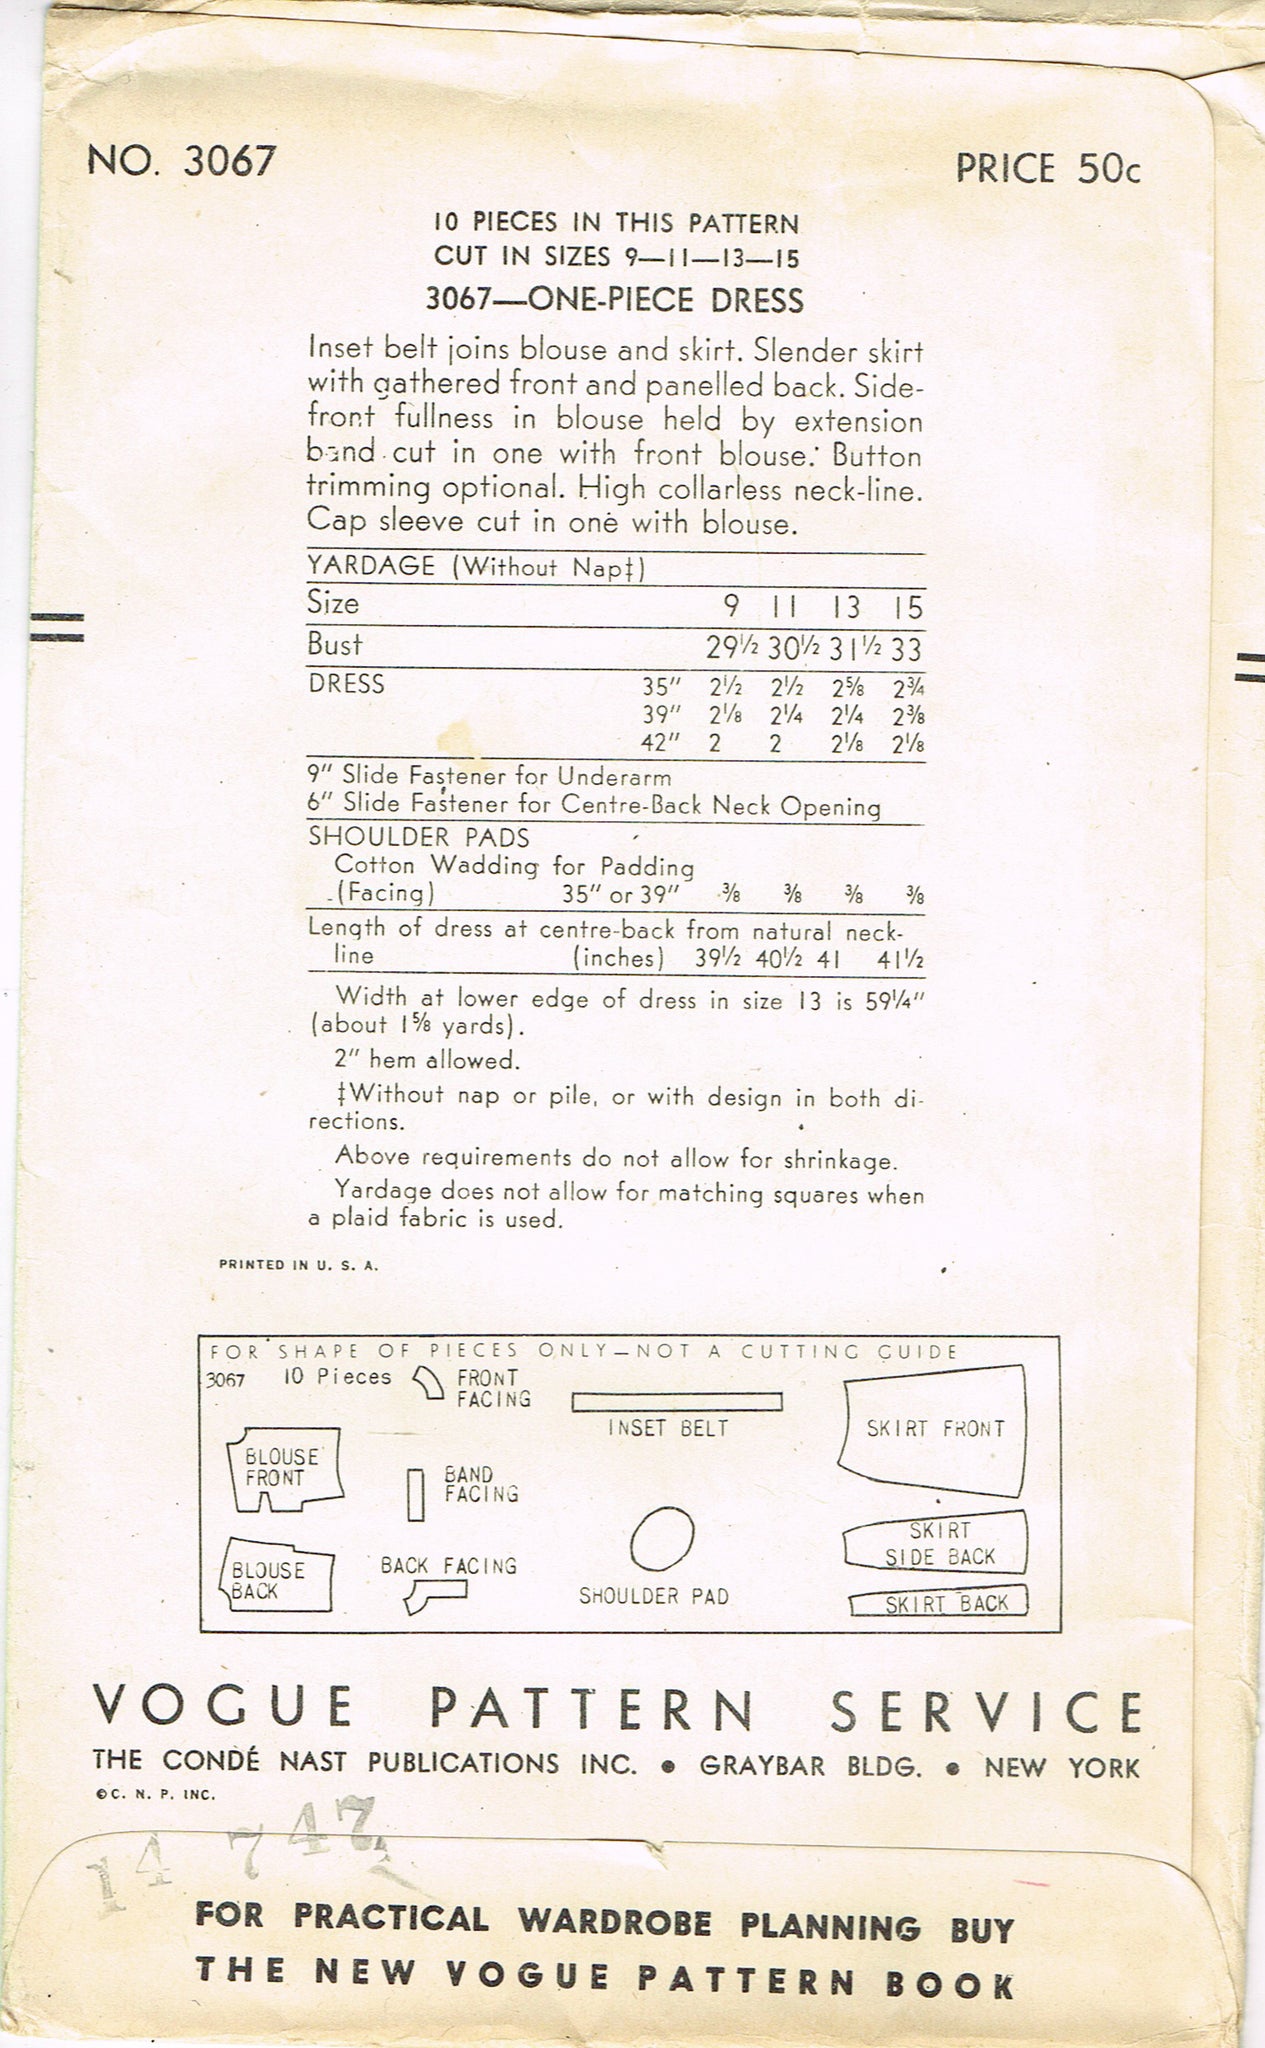 NO. 3067
PRICE 50c
10 PIECES IN THIS PATTERN
CUT IN SIZES 9—11—13—15
3067—ONE-PIECE DRESS
Inset belt joins blouse and skirt. Slender skirt
with gathered front and panelled back. Side-
front fullness in blouse held by extension
band cut in one with front blouse. Button
trimming optional. High collarless neck-line.
Cap sleeve cut in one with blouse.
YARDAGE (Without Nap‡)
Size 9 11 13 15
Bust 29½ 30½ 31½ 33
DRESS 35" 2½ 2½ 2⅝ 2¾
39" 2⅛ 2¼ 2¼ 2⅜
42" 2 2 2⅛ 2⅛
9" Slide Fastener for Underarm
6" Slide Fastener for Centre-Back Neck Opening
SHOULDER PADS
Cotton Wadding for Padding
(Facing) 35" or 39" ⅜ ⅜ ⅜ ⅜
Length of dress at centre-back from natural neck-
line (inches) 39½ 40½ 41 41½
Width at lower edge of dress in size 13 is 59¼"
(about 1⅝ yards).
2" hem allowed.
‡Without nap or pile, or with design in both di-
rections.
Above requirements do not allow for shrinkage.
Yardage does not allow for matching squares when
a plaid fabric is used.
PRINTED IN U. S. A.
FOR SHAPE OF PIECES ONLY—NOT A CUTTING GUIDE
3067 10 Pieces
FRONT
FACING
INSET BELT
SKIRT FRONT
BLOUSE
FRONT
BAND
FACING
SKIRT
SIDE BACK
BLOUSE
BACK
BACK FACING
SHOULDER PAD
SKIRT BACK
VOGUE PATTERN SERVICE
THE CONDÉ NAST PUBLICATIONS INC. • GRAYBAR BLDG. • NEW YORK
©C. N. P. INC.
14 747
FOR PRACTICAL WARDROBE PLANNING BUY
THE NEW VOGUE PATTERN BOOK